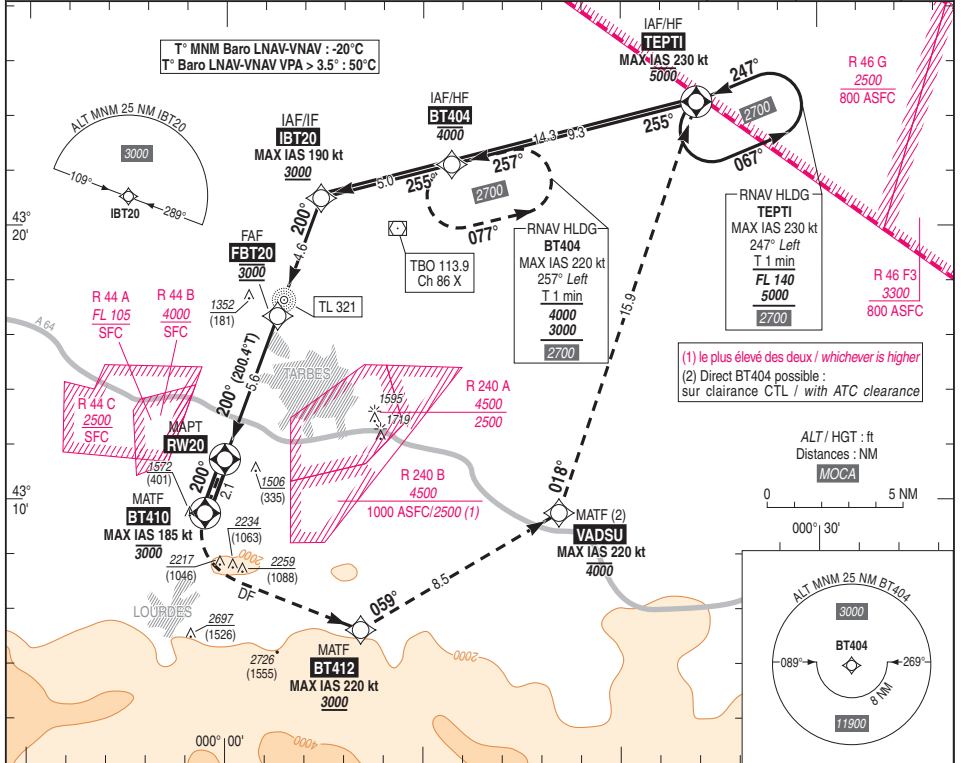 T° MNM Baro LNAV-VNAV : -20°C
T° Baro LNAV-VNAV VPA > 3.5° : 50°C
IAF/HF
TEPTI
MAX IAS 230 kt
5000
R 46 G
2500
800 ASFC
247°
2700
255°
067°
IAF/HF
BT404
4000
14.3
9.3
257°
255°
2700
077°
5.0
IAF/IF
IBT20
MAX IAS 190 kt
3000
ALT MNM 25 NM IBT20
3000
109°
289°
IBT20
43°
20'
200°
4.6
FAF
FBT20
3000
TBO 113.9
Ch 86 X
TL 321
RNAV HLDG
BT404
MAX IAS 220 kt
257° Left
T 1 min
4000
3000
2700
RNAV HLDG
TEPTI
MAX IAS 230 kt
247° Left
T 1 min
FL 140
5000
2700
R 46 F3
3300
800 ASFC
15.9
1352
(181)
R 44 A
FL 105
SFC
R 44 B
4000
SFC
A 64
R 44 C
2500
SFC
200° (200.4°T)
5.6
TARBES
1595
1719
R 240 A
4500
2500
(1) le plus élevé des deux / whichever is higher
(2) Direct BT404 possible :
sur clairance CTL / with ATC clearance
MAPT
RW20
R 240 B
4500
1000 ASFC/2500 (1)
ALT / HGT : ft
Distances : NM
MOCA
0
5 NM
000° 30'
1572
(401)
200°
2.1
1506
(335)
43°
10'
MATF
BT410
MAX IAS 185 kt
3000
018°
MATF (2)
VADSU
MAX IAS 220 kt
4000
2234
(1063)
2000
2217
(1046)
2259
(1088)
DF
059°
8.5
LOURDES
2697
(1526)
2726
(1555)
MATF
BT412
MAX IAS 220 kt
3000
2000
4000
000° 00'
ALT MNM 25 NM BT404
3000
BT404
089°
269°
8 NM
11900